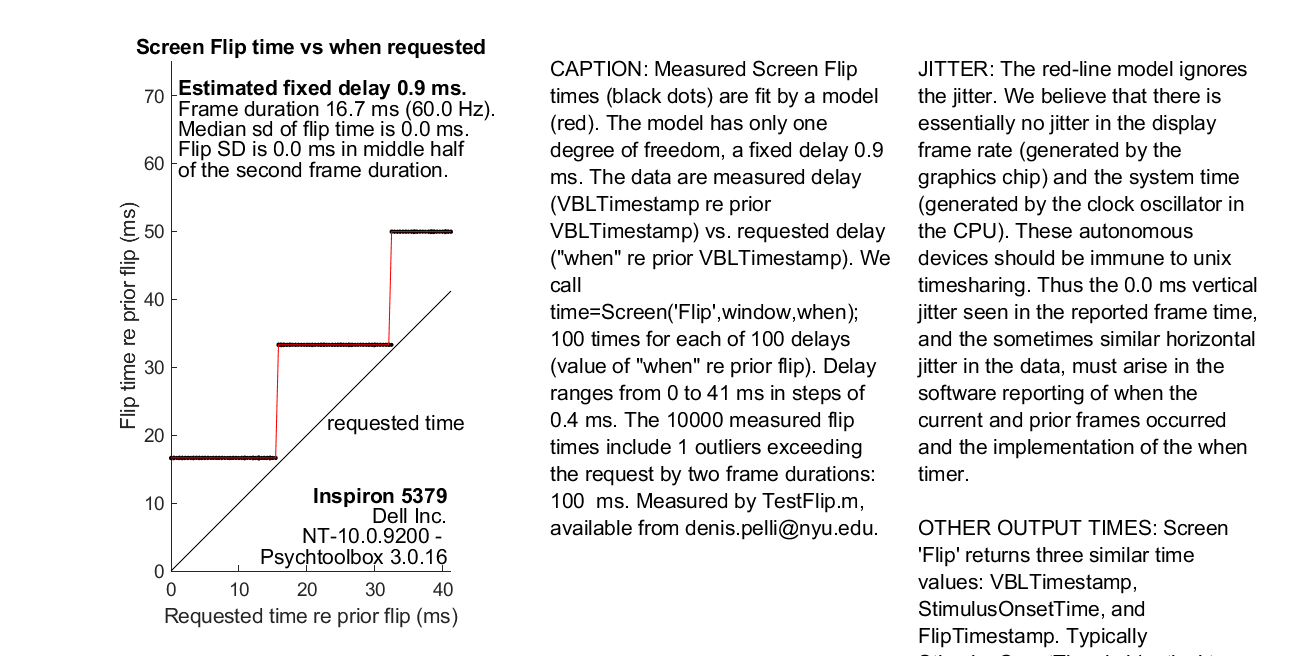 Screen Flip time vs when requested
Estimated fixed delay 0.9 ms.
Frame duration 16.7 ms (60.0 Hz).
Median sd of flip time is 0.0 ms.
Flip SD is 0.0 ms in middle half
of the second frame duration.
Flip time re prior flip (ms)
70
60
50
40
30
20
10
0
requested time
Inspiron 5379
Dell Inc.
NT-10.0.9200 -
Psychtoolbox 3.0.16
0 10 20 30 40
Requested time re prior flip (ms)
CAPTION: Measured Screen Flip
times (black dots) are fit by a model
(red). The model has only one
degree of freedom, a fixed delay 0.9
ms. The data are measured delay
(VBLTimestamp re prior
VBLTimestamp) vs. requested delay
("when" re prior VBLTimestamp). We
call
time=Screen('Flip',window,when);
100 times for each of 100 delays
(value of "when" re prior flip). Delay
ranges from 0 to 41 ms in steps of
0.4 ms. The 10000 measured flip
times include 1 outliers exceeding
the request by two frame durations:
100  ms. Measured by TestFlip.m,
available from denis.pelli@nyu.edu.
JITTER: The red-line model ignores
the jitter. We believe that there is
essentially no jitter in the display
frame rate (generated by the
graphics chip) and the system time
(generated by the clock oscillator in
the CPU). These autonomous
devices should be immune to unix
timesharing. Thus the 0.0 ms vertical
jitter seen in the reported frame time,
and the sometimes similar horizontal
jitter in the data, must arise in the
software reporting of when the
current and prior frames occurred
and the implementation of the when
timer.
OTHER OUTPUT TIMES: Screen
'Flip' returns three similar time
values: VBLTimestamp,
StimulusOnsetTime, and
FlipTimestamp. Typically